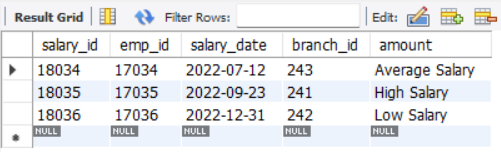 Result Grid Filter Rows: Edit:
salary_id emp_id salary_date branch_id amount
18034 17034 2022-07-12 243 Average Salary
18035 17035 2022-09-23 241 High Salary
18036 17036 2022-12-31 242 Low Salary
NULL NULL NULL NULL NULL